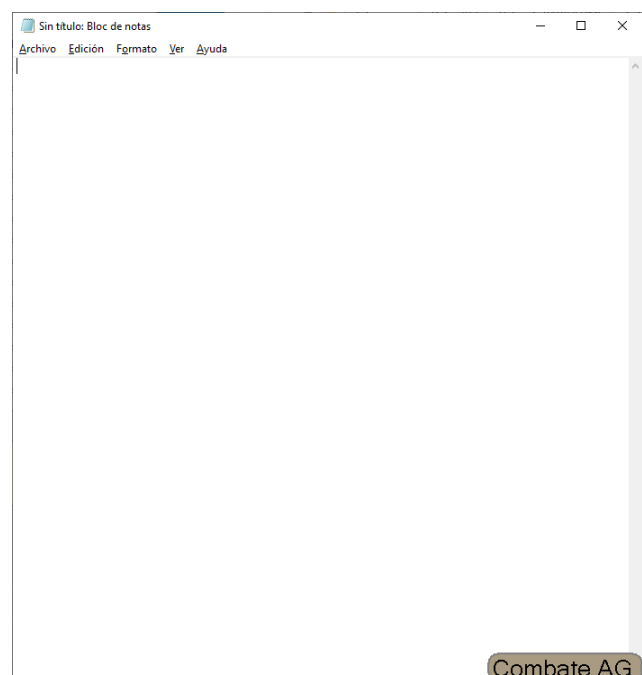 Sin título: Bloc de notas
Archivo Edición Formato Ver Ayuda
Combate AG